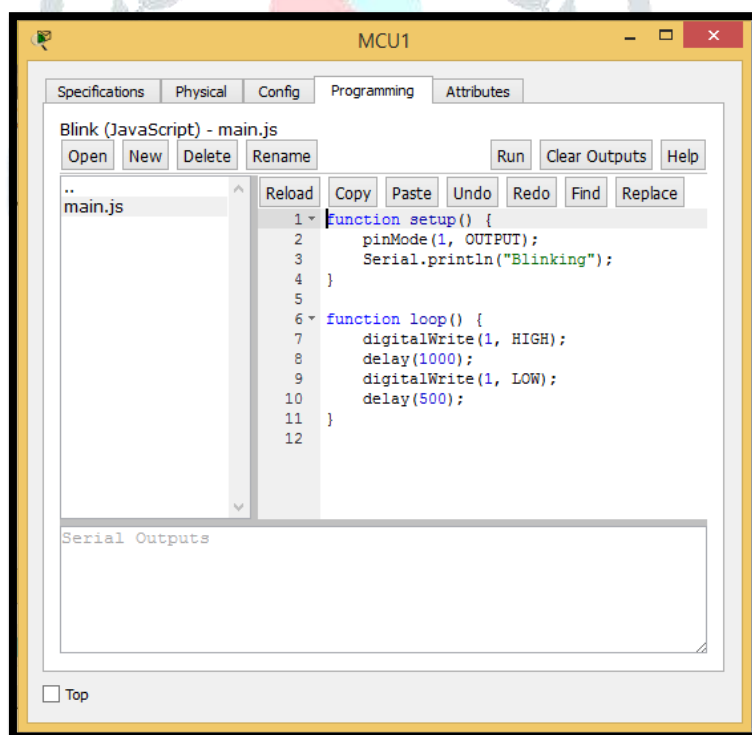 MCU1
Specifications Physical Config Programming Attributes
Blink (JavaScript) - main.js
Open New Delete Rename Run Clear Outputs Help
..
main.js
Reload Copy Paste Undo Redo Find Replace
1 function setup() {
2     pinMode(1, OUTPUT);
3     Serial.println("Blinking");
4 }
5
6 function loop() {
7     digitalWrite(1, HIGH);
8     delay(1000);
9     digitalWrite(1, LOW);
10     delay(500);
11 }
12
Serial Outputs
Top